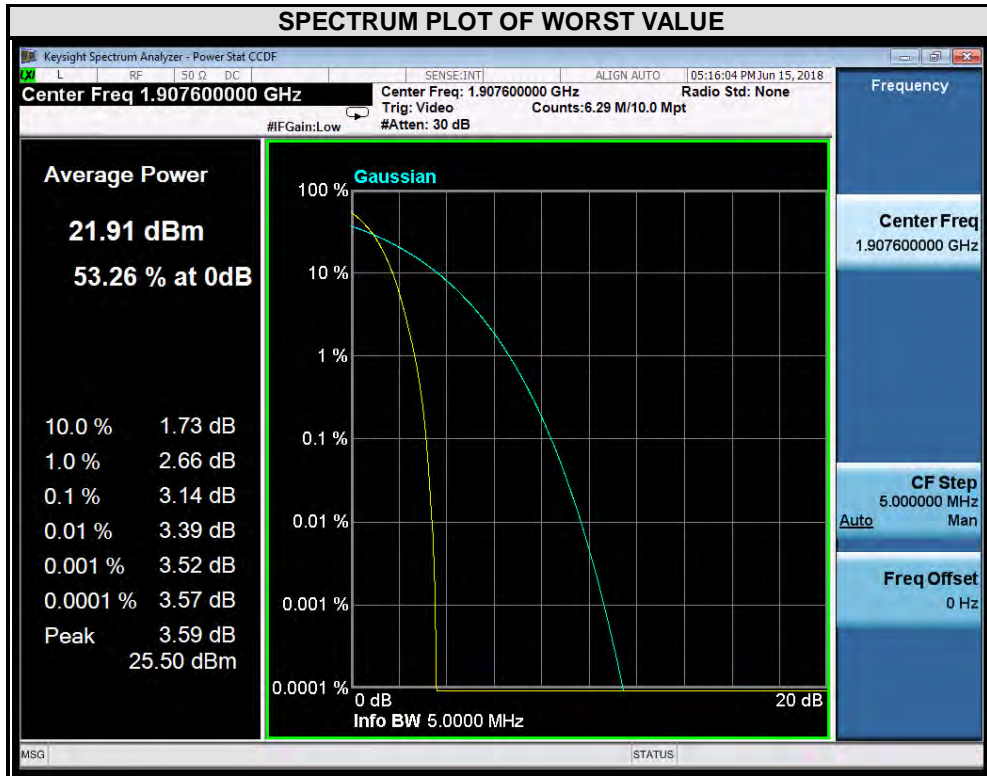 SPECTRUM PLOT OF WORST VALUE
Keysight Spectrum Analyzer - Power Stat CCDF
LXI L RF 50 Ω DC SENSE:INT ALIGN AUTO 05:16:04 PM Jun 15, 2018
Center Freq 1.907600000 GHz
Center Freq: 1.907600000 GHz Radio Std: None
Trig: Video Counts:6.29 M/10.0 Mpt
#IFGain:Low #Atten: 30 dB
Average Power
21.91 dBm
53.26 % at 0dB
10.0 % 1.73 dB
1.0 % 2.66 dB
0.1 % 3.14 dB
0.01 % 3.39 dB
0.001 % 3.52 dB
0.0001 % 3.57 dB
Peak 3.59 dB
25.50 dBm
Gaussian
100 %
10 %
1 %
0.1 %
0.01 %
0.001 %
0.0001 %
0 dB 20 dB
Info BW 5.0000 MHz
Frequency
Center Freq
1.907600000 GHz
CF Step
5.000000 MHz
Auto Man
Freq Offset
0 Hz
MSG STATUS